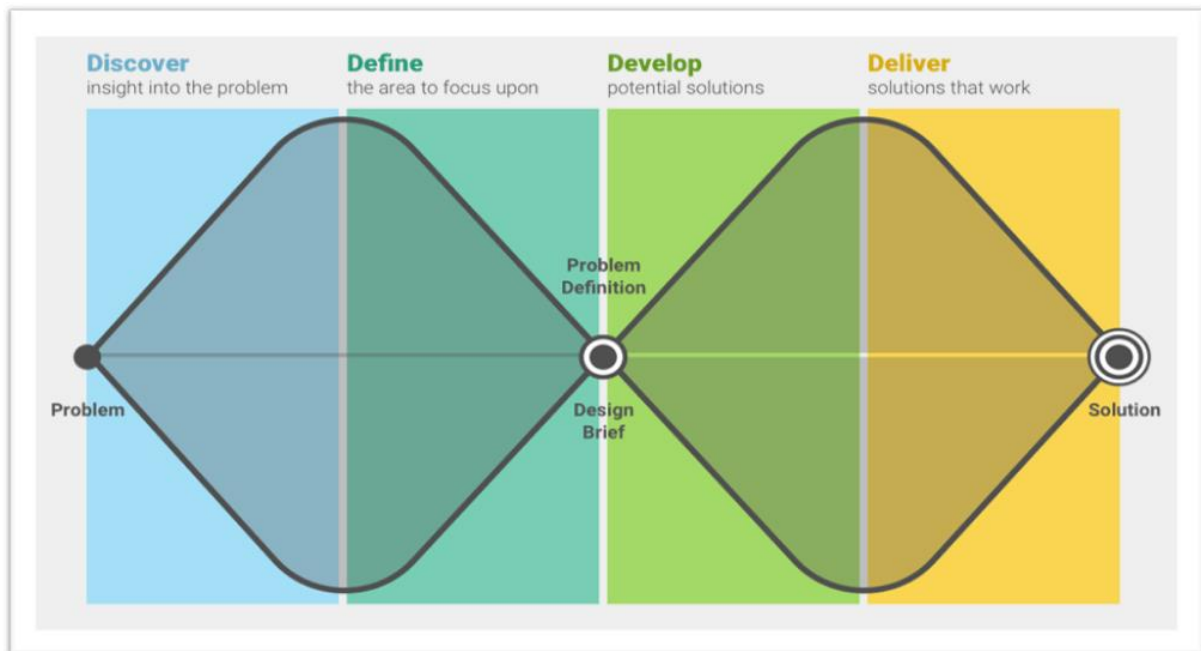 Discover
insight into the problem
Define
the area to focus upon
Develop
potential solutions
Deliver
solutions that work
Problem
Definition
Problem
Design
Brief
Solution